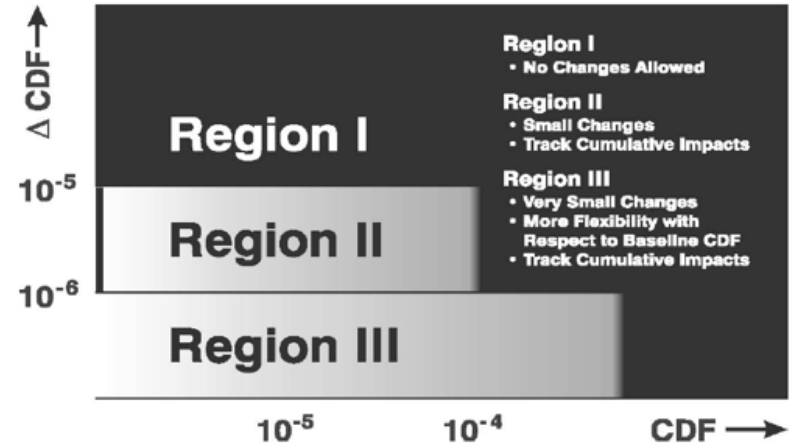 Δ CDF→
Region I
• No Changes Allowed
Region II
• Small Changes
• Track Cumulative Impacts
Region III
• Very Small Changes
• More Flexibility with
Respect to Baseline CDF
• Track Cumulative Impacts
Region I
10⁻⁵
Region II
10⁻⁶
Region III
10⁻⁵ 10⁻⁴ CDF →